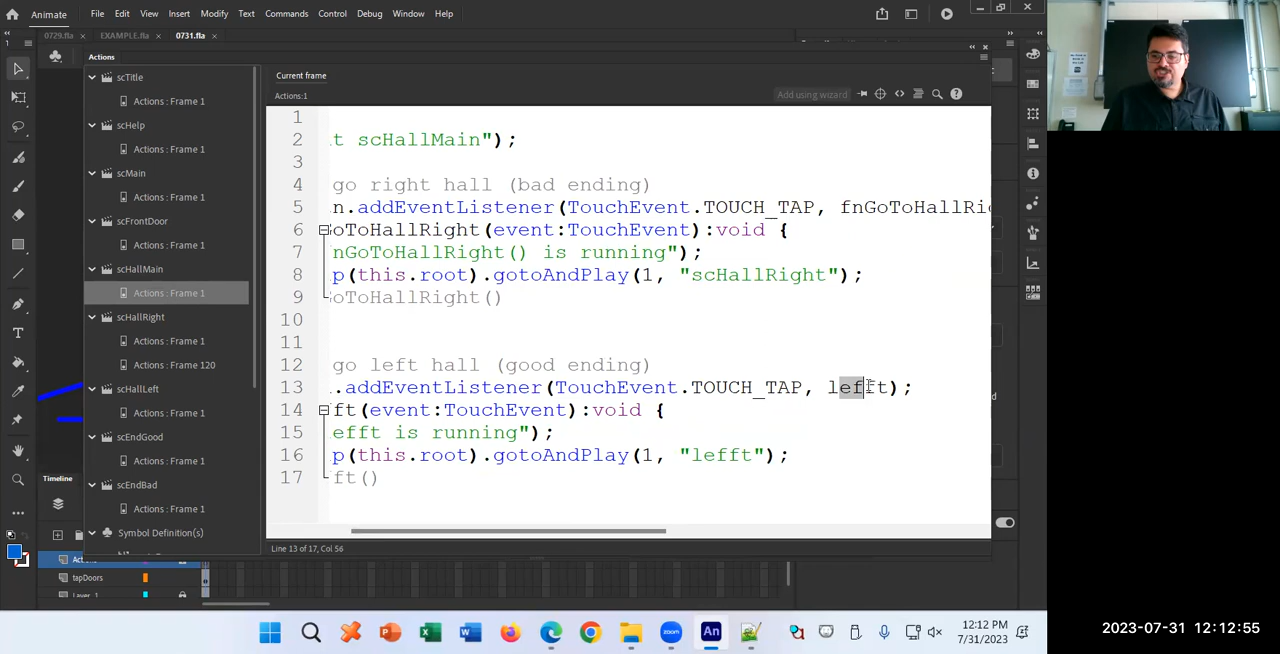 Animate
File Edit View Insert Modify Text Commands Control Debug Window Help
0729.fla × EXAMPLE.fla × 0731.fla ×
Actions
scTitle
Actions : Frame 1
scHelp
Actions : Frame 1
scMain
Actions : Frame 1
scFrontDoor
Actions : Frame 1
scHallMain
Actions : Frame 1
scHallRight
Actions : Frame 1
Actions : Frame 120
scHallLeft
Actions : Frame 1
scEndGood
Actions : Frame 1
scEndBad
Actions : Frame 1
Symbol Definition(s)
Current frame
Actions:1
Add using wizard
1
2 t scHallMain");
3
4 go right hall (bad ending)
5 n.addEventListener(TouchEvent.TOUCH_TAP, fnGoToHallRi
6 GoToHallRight(event:TouchEvent):void {
7 nGoToHallRight() is running");
8 p(this.root).gotoAndPlay(1, "scHallRight");
9 GoToHallRight()
10
11
12 go left hall (good ending)
13 .addEventListener(TouchEvent.TOUCH_TAP, lefft);
14 fft(event:TouchEvent):void {
15 efft is running");
16 p(this.root).gotoAndPlay(1, "lefft");
17 fft()
Line 13 of 17, Col 56
Timeline
tapDoors
Layer_1
12:12 PM
7/31/2023
2023-07-31 12:12:55